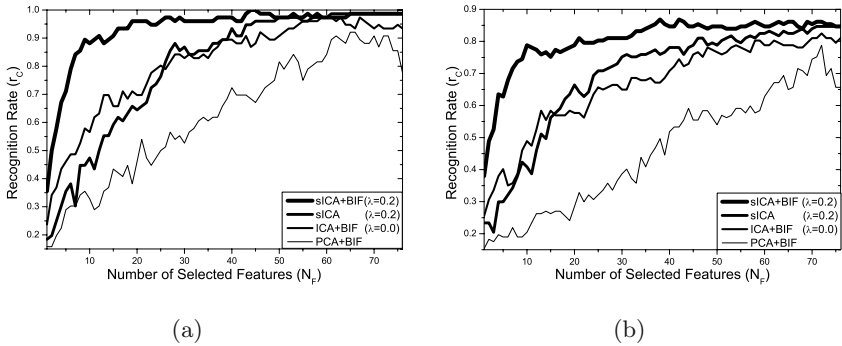 1.0
0.9
0.8
0.7
0.6
0.5
0.4
0.3
0.2
Recognition Rate (r_C)
10 20 30 40 50 60 70
Number of Selected Features (N_F)
sICA+BIF (λ=0.2)
sICA (λ=0.2)
ICA+BIF (λ=0.0)
PCA+BIF
(a)
0.9
0.8
0.7
0.6
0.5
0.4
0.3
0.2
Recognition Rate (r_C)
10 20 30 40 50 60 70
Number of Selected Features (N_F)
sICA+BIF (λ=0.2)
sICA (λ=0.2)
ICA+BIF (λ=0.0)
PCA+BIF
(b)